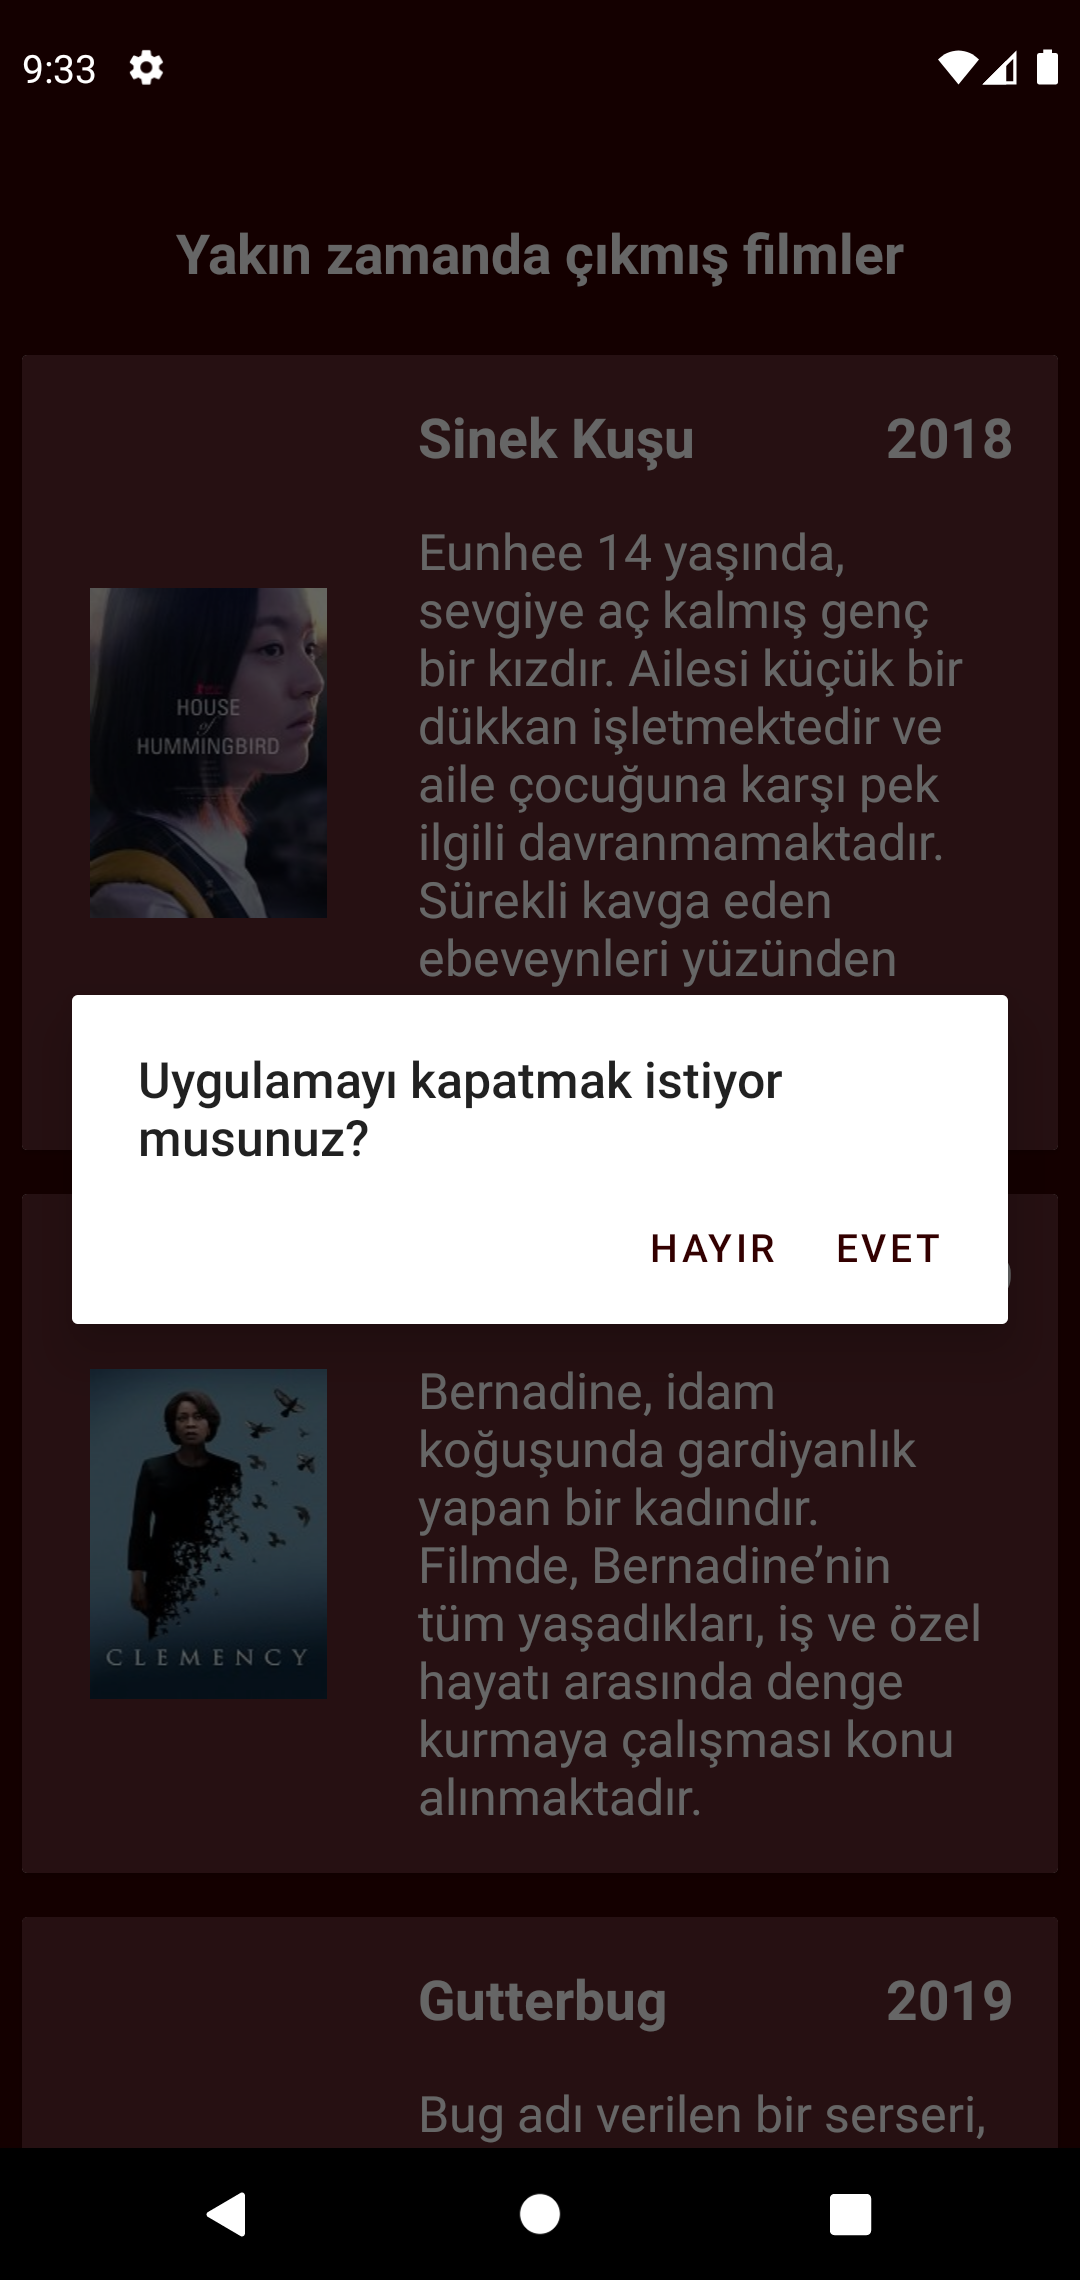 9:33
Yakın zamanda çıkmış filmler
Sinek Kuşu 2018
Eunhee 14 yaşında,
sevgiye aç kalmış genç
bir kızdır. Ailesi küçük bir
dükkan işletmektedir ve
aile çocuğuna karşı pek
ilgili davranmamaktadır.
Sürekli kavga eden
ebeveynleri yüzünden
HOUSE
of
HUMMINGBIRD
Uygulamayı kapatmak istiyor
musunuz?
HAYIR EVET
Bernadine, idam
koğuşunda gardiyanlık
yapan bir kadındır.
Filmde, Bernadine’nin
tüm yaşadıkları, iş ve özel
hayatı arasında denge
kurmaya çalışması konu
alınmaktadır.
CLEMENCY
Gutterbug 2019
Bug adı verilen bir serseri,